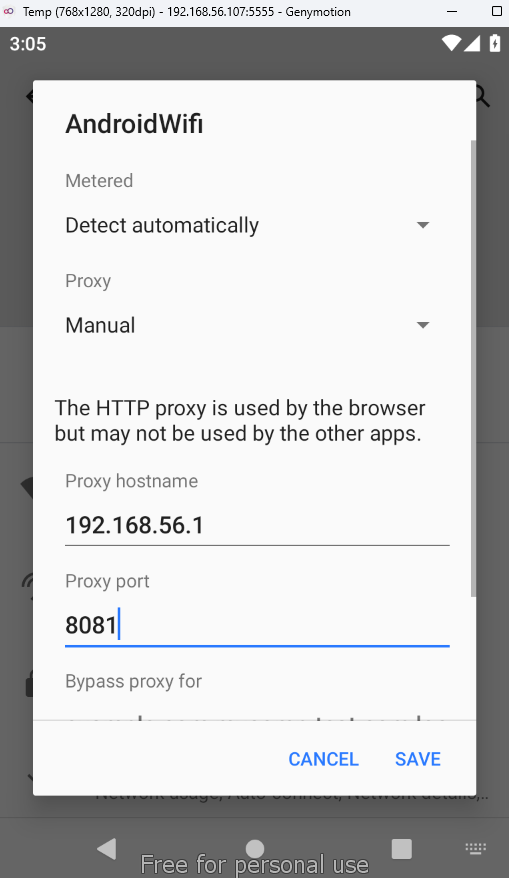 Temp (768x1280, 320dpi) - 192.168.56.107:5555 - Genymotion
3:05
AndroidWifi
Metered
Detect automatically
Proxy
Manual
The HTTP proxy is used by the browser
but may not be used by the other apps.
Proxy hostname
192.168.56.1
Proxy port
8081
Bypass proxy for
CANCEL SAVE
Network usage, Auto-connect, Network details,...
Free for personal use